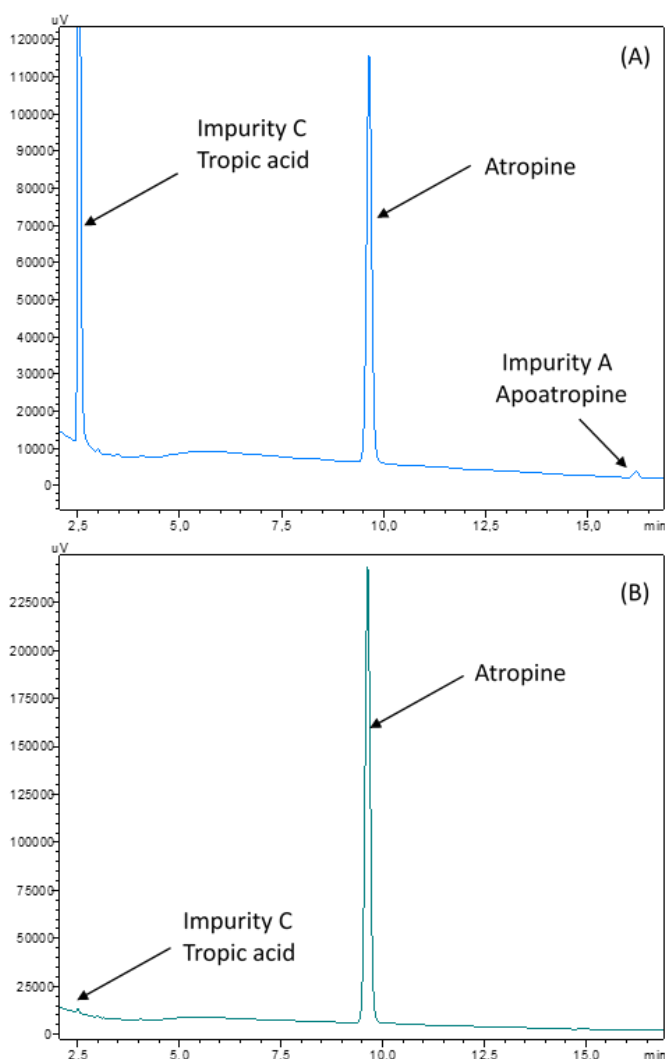 uV
120000
(A)
110000
Impurity C
Tropic acid
100000
90000
Atropine
80000
70000
60000
50000
40000
Impurity A
Apoatropine
30000
20000
10000
0
2,5 5,0 7,5 10,0 12,5 15,0 min
uV
(B)
225000
200000
Atropine
175000
150000
125000
100000
75000
Impurity C
Tropic acid
50000
25000
0
2,5 5,0 7,5 10,0 12,5 15,0 min